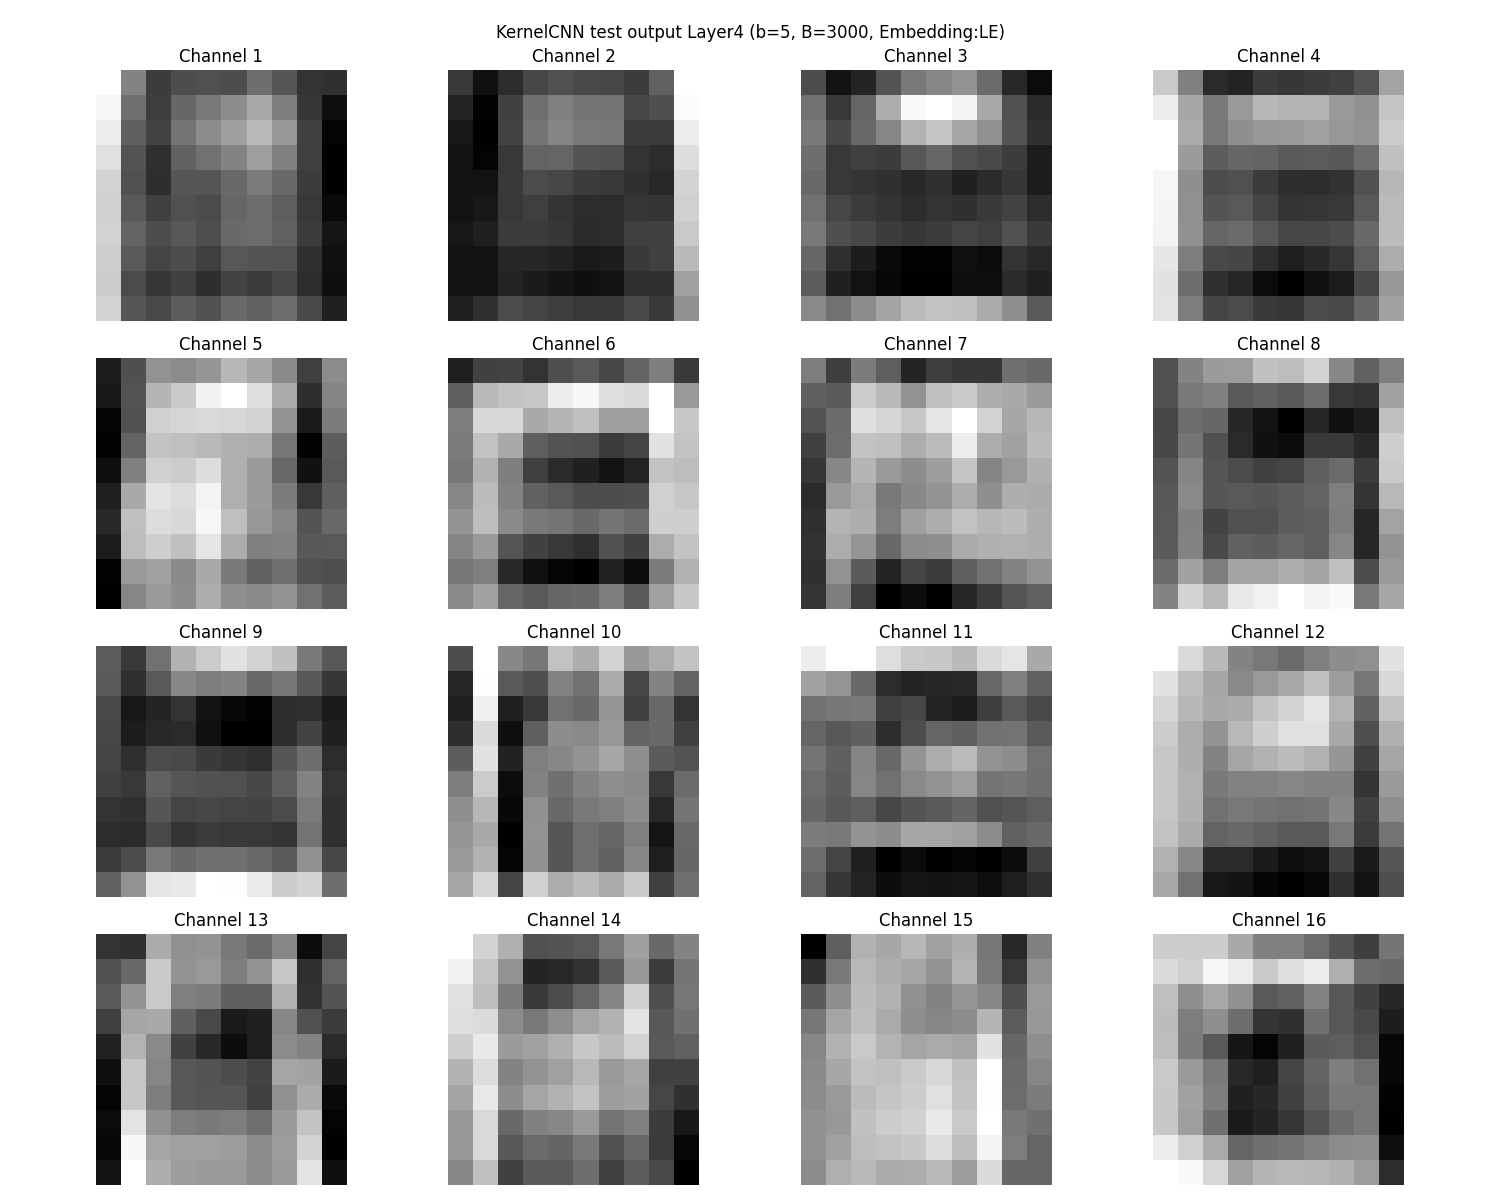 KernelCNN test output Layer4 (b=5, B=3000, Embedding:LE)
Channel 1
Channel 2
Channel 3
Channel 4
Channel 5
Channel 6
Channel 7
Channel 8
Channel 9
Channel 10
Channel 11
Channel 12
Channel 13
Channel 14
Channel 15
Channel 16